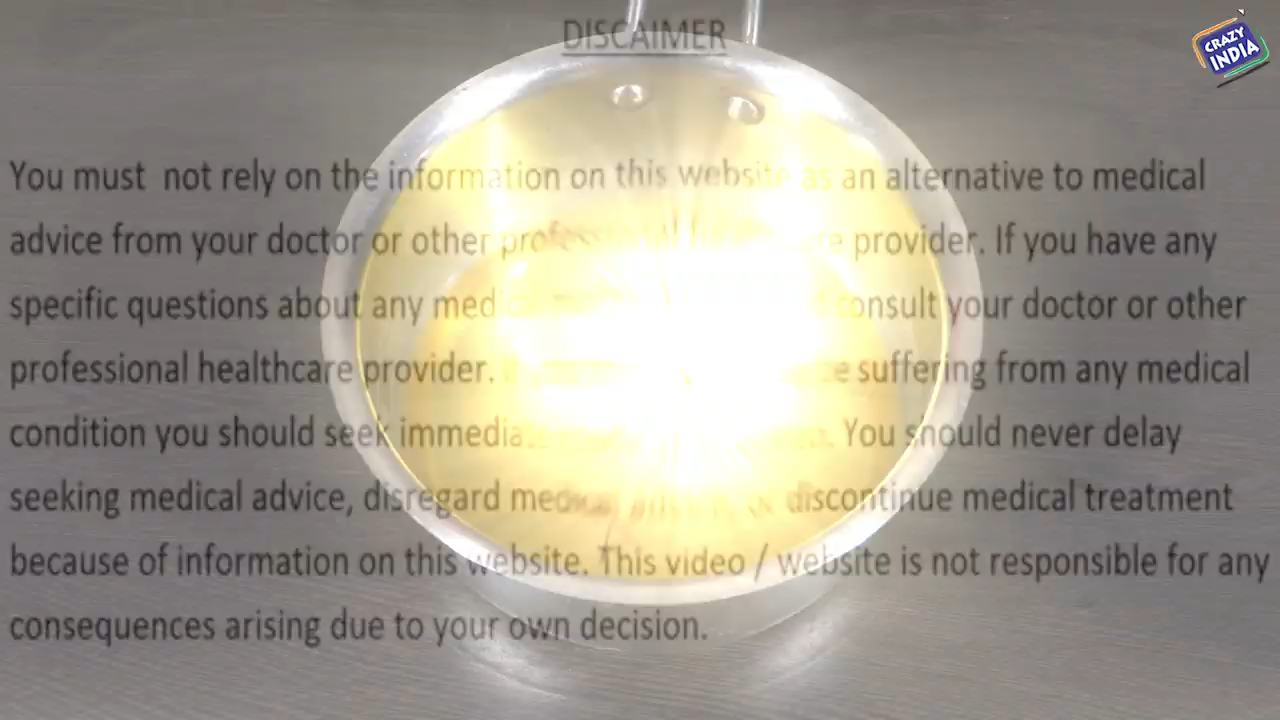 DISCAIMER
CRAZY
INDIA
You must not rely on the information on this website as an alternative to medical
advice from your doctor or other provider. If you have any
specific questions about any consult your doctor or other
professional healthcare provider. suffering from any medical
condition you should seek You should never delay
seeking medical advice, disregard medical discontinue medical treatment
because of information on this website. This video / website is not responsible for any
consequences arising due to your own decision.